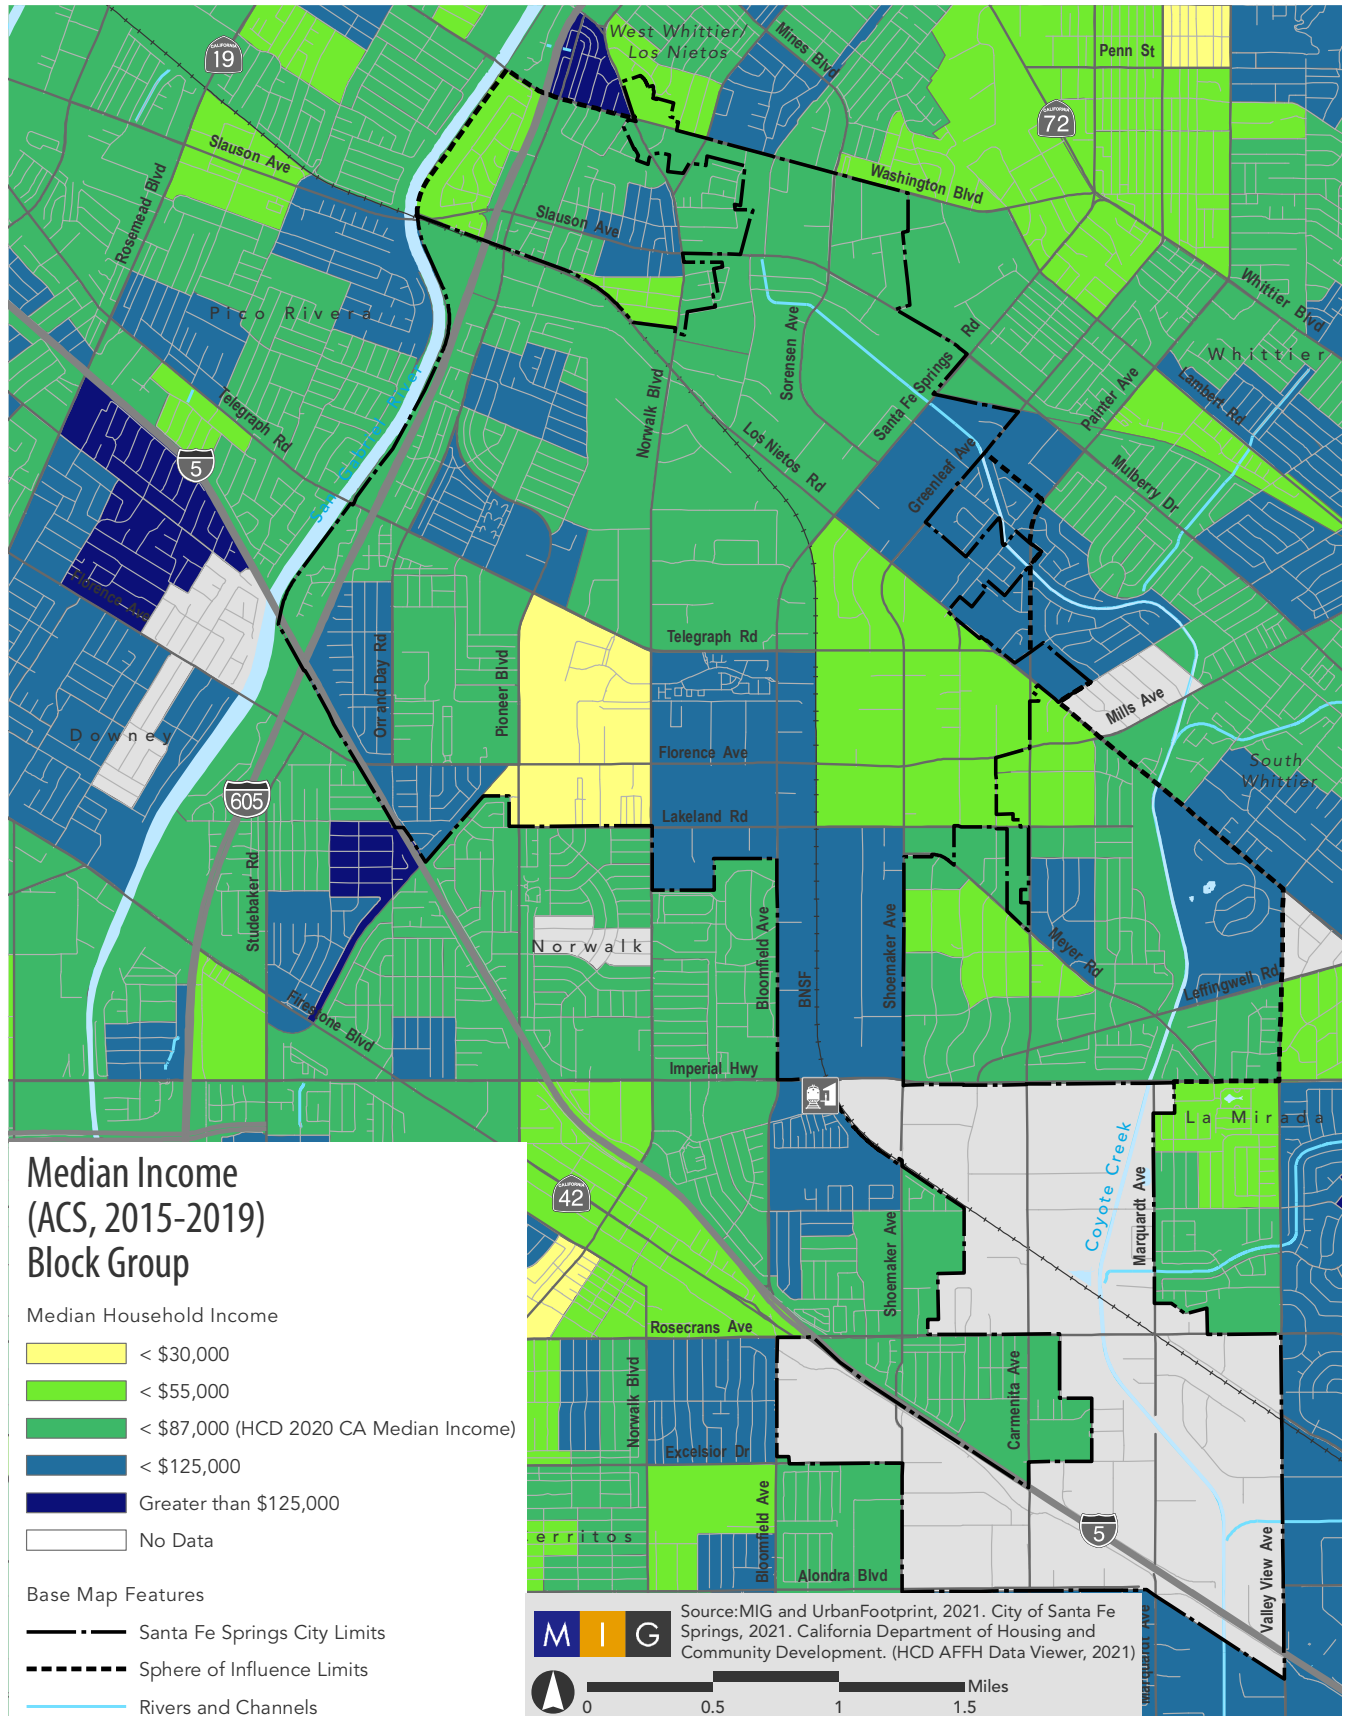 West Whittier/
Los Nietos
Mines Blvd
Penn St
CALIFORNIA
19
CALIFORNIA
72
Slauson Ave
Rosemead Blvd
Washington Blvd
Slauson Ave
Whittier Blvd
Pico Rivera
Sorensen Ave
Santa Fe Springs Rd
Whittier
Lambert Rd
Painter Ave
Telegraph Rd
San Gabriel River
Norwalk Blvd
Los Nietos Rd
Greenleaf Ave
Mulberry Dr
5
Florence Ave
Telegraph Rd
Orr and Day Rd
Pioneer Blvd
Mills Ave
Downey
Florence Ave
South
Whittier
605
Lakeland Rd
Studebaker Rd
Norwalk
Bloomfield Ave
BNSF
Shoemaker Ave
Meyer Rd
Leffingwell Rd
Firestone Blvd
Imperial Hwy
La Mirada
Coyote Creek
Marquardt Ave
CALIFORNIA
42
Shoemaker Ave
Rosecrans Ave
Norwalk Blvd
Carmenita Ave
Excelsior Dr
Bloomfield Ave
5
erritos
Alondra Blvd
Valley View Ave
Marquardt Ave
Median Income
(ACS, 2015-2019)
Block Group
Median Household Income
< $30,000
< $55,000
< $87,000 (HCD 2020 CA Median Income)
< $125,000
Greater than $125,000
No Data
Base Map Features
Santa Fe Springs City Limits
Sphere of Influence Limits
Rivers and Channels
M I G
Source:MIG and UrbanFootprint, 2021. City of Santa Fe
Springs, 2021. California Department of Housing and
Community Development. (HCD AFFH Data Viewer, 2021)
Miles
0 0.5 1 1.5